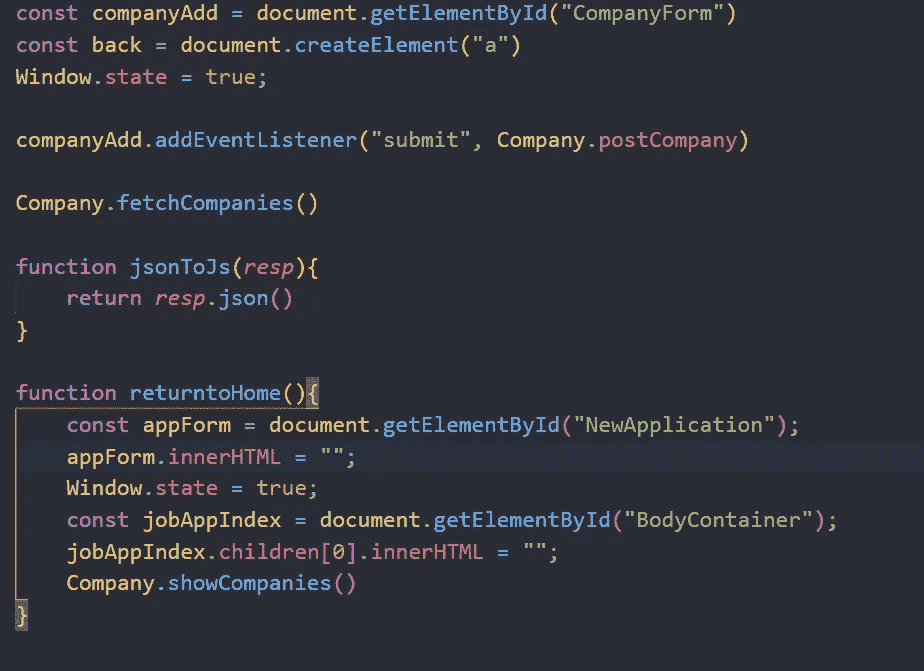 const companyAdd = document.getElementById("CompanyForm")
const back = document.createElement("a")
Window.state = true;
companyAdd.addEventListener("submit", Company.postCompany)
Company.fetchCompanies()
function jsonToJs(resp){
    return resp.json()
}
function returntoHome(){
    const appForm = document.getElementById("NewApplication");
    appForm.innerHTML = "";
    Window.state = true;
    const jobAppIndex = document.getElementById("BodyContainer");
    jobAppIndex.children[0].innerHTML = "";
    Company.showCompanies()
}